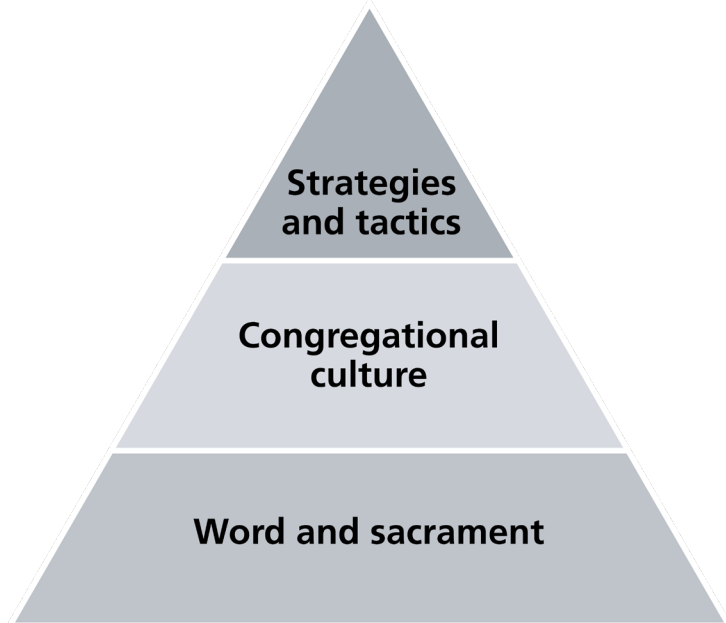 Strategies
and tactics
Congregational
culture
Word and sacrament